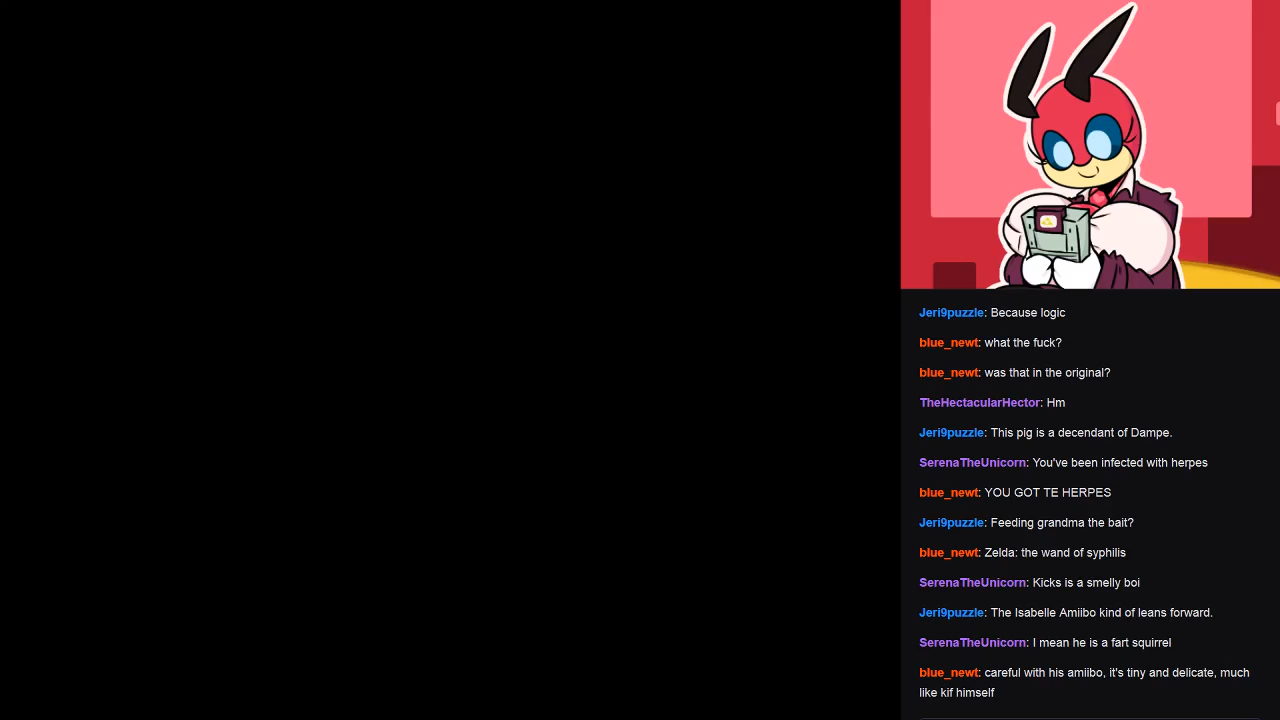 Jeri9puzzle: Because logic
blue_newt: what the fuck?
blue_newt: was that in the original?
TheHectacularHector: Hm
Jeri9puzzle: This pig is a decendant of Dampe.
SerenaTheUnicorn: You've been infected with herpes
blue_newt: YOU GOT TE HERPES
Jeri9puzzle: Feeding grandma the bait?
blue_newt: Zelda: the wand of syphilis
SerenaTheUnicorn: Kicks is a smelly boi
Jeri9puzzle: The Isabelle Amiibo kind of leans forward.
SerenaTheUnicorn: I mean he is a fart squirrel
blue_newt: careful with his amiibo, it's tiny and delicate, much
like kif himself